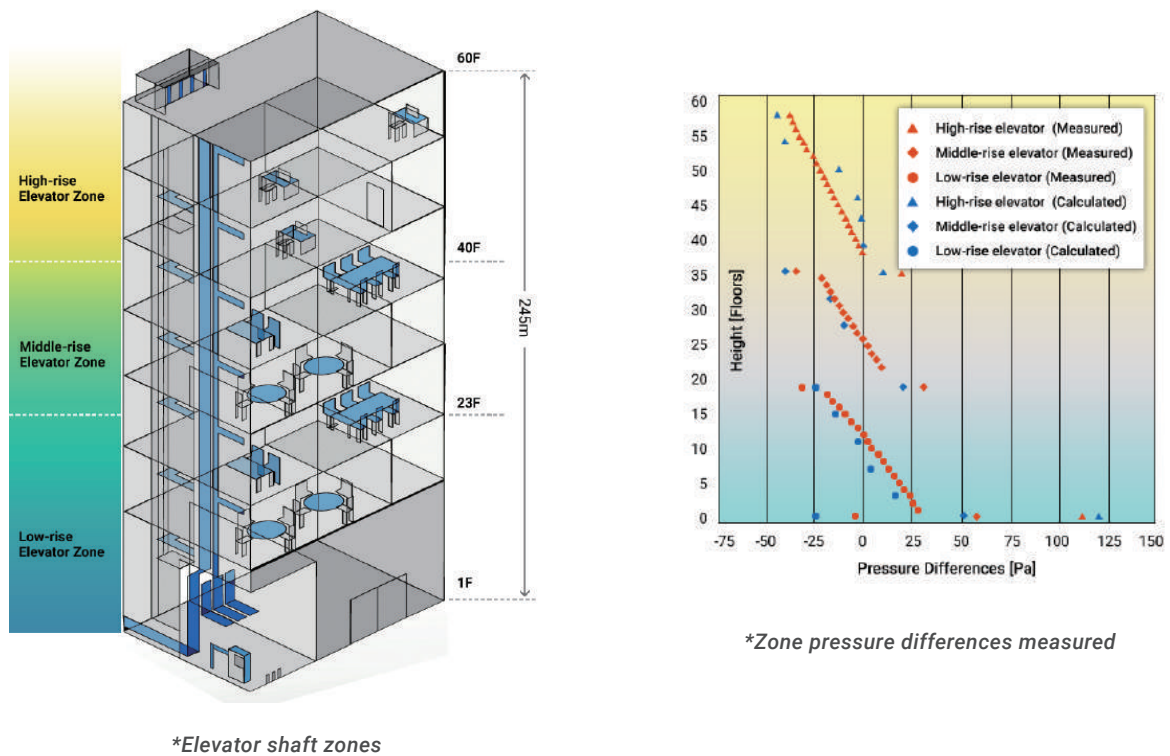 High-rise
Elevator Zone
Middle-rise
Elevator Zone
Low-rise
Elevator Zone
60F
40F
23F
1F
245m
*Elevator shaft zones
60
55
50
45
40
35
30
25
20
15
10
5
0
Height [Floors]
High-rise elevator (Measured)
Middle-rise elevator (Measured)
Low-rise elevator (Measured)
High-rise elevator (Calculated)
Middle-rise elevator (Calculated)
Low-rise elevator (Calculated)
-75 -50 -25 0 25 50 75 100 125 150
Pressure Differences [Pa]
*Zone pressure differences measured